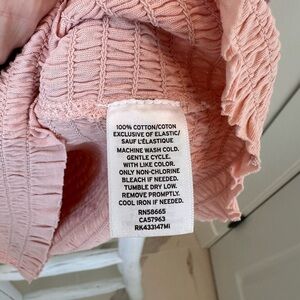 100% COTTON/COTON
EXCLUSIVE OF ELASTIC/
SAUF L'ÉLASTIQUE
MACHINE WASH COLD.
GENTLE CYCLE.
WITH LIKE COLOR.
ONLY NON-CHLORINE
BLEACH IF NEEDED.
TUMBLE DRY LOW.
REMOVE PROMPTLY.
COOL IRON IF NEEDED.
RN58665
CA57963
RK433147MI